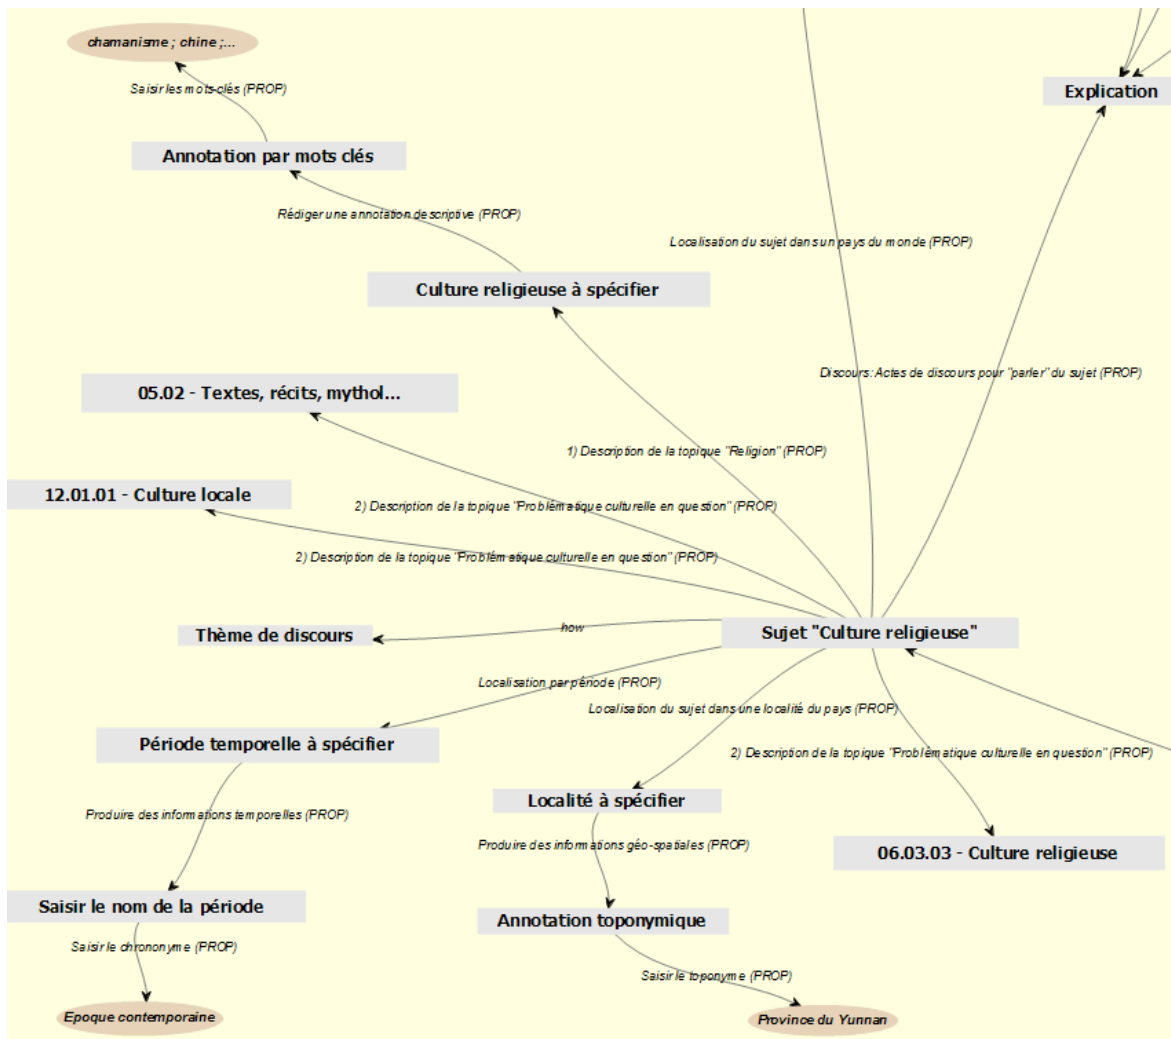 chamanisme ; chine ;...
Saisir les mots-clés (PROP)
Explication
Annotation par mots clés
Rédiger une annotation descriptive (PROP)
Localisation du sujet dans un pays du monde (PROP)
Culture religieuse à spécifier
Discours: Actes de discours pour "parler" du sujet (PROP)
05.02 - Textes, récits, mythol...
1) Description de la topique "Religion" (PROP)
12.01.01 - Culture locale
2) Description de la topique "Problématique culturelle en question" (PROP)
2) Description de la topique "Problématique culturelle en question" (PROP)
how
Thème de discours
Sujet "Culture religieuse"
Localisation par période (PROP)
Localisation du sujet dans une localité du pays (PROP)
Période temporelle à spécifier
2) Description de la topique "Problématique culturelle en question" (PROP)
Localité à spécifier
Produire des informations temporelles (PROP)
Produire des informations géo-spatiales (PROP)
06.03.03 - Culture religieuse
Saisir le nom de la période
Annotation toponymique
Saisir le chrononyme (PROP)
Saisir le toponyme (PROP)
Epoque contemporaine
Province du Yunnan